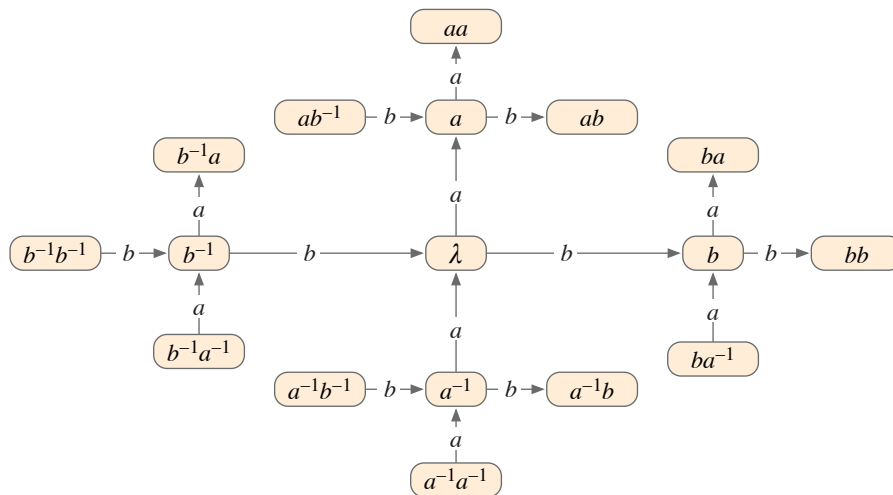 aa
a
ab⁻¹ b a b ab
b⁻¹a ba
a a a
b⁻¹b⁻¹ b b⁻¹ b λ b b b bb
a a
b⁻¹a⁻¹ a ba⁻¹
a⁻¹b⁻¹ b a⁻¹ b a⁻¹b
a
a⁻¹a⁻¹